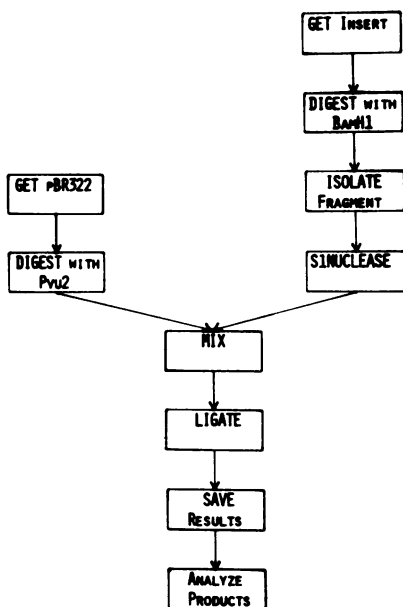 GET INSERT
DIGEST WITH
BAMH1
ISOLATE
FRAGMENT
S1NUCLEASE
GET PBR322
DIGEST WITH
PVU2
MIX
LIGATE
SAVE
RESULTS
ANALYZE
PRODUCTS